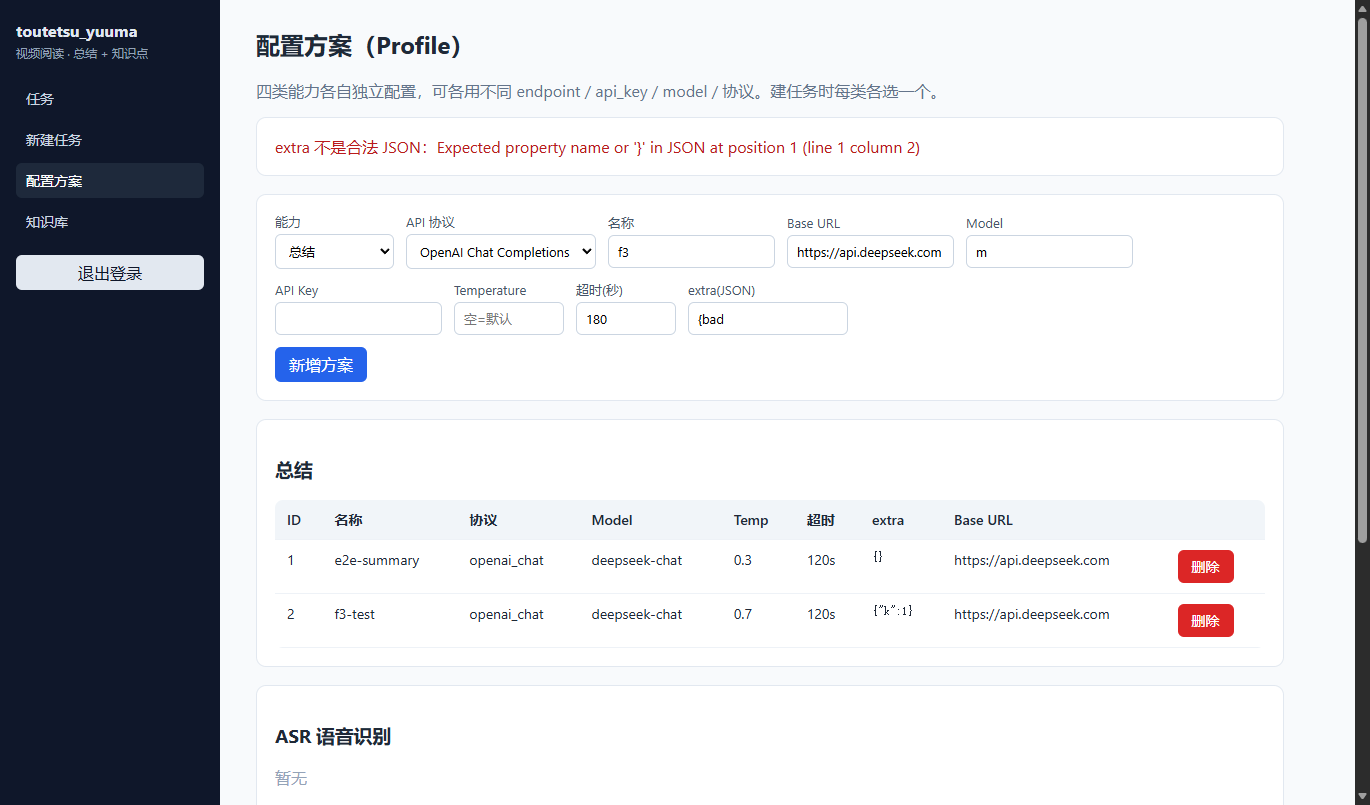 toutetsu_yuuma
视频阅读 · 总结 + 知识点
任务
新建任务
配置方案
知识库
退出登录
配置方案（Profile）
四类能力各自独立配置，可各用不同 endpoint / api_key / model / 协议。建任务时每类各选一个。
extra 不是合法 JSON：Expected property name or '}' in JSON at position 1 (line 1 column 2)
能力 API 协议 名称 Base URL Model
总结 OpenAI Chat Completions f3 https://api.deepseek.com m
API Key Temperature 超时(秒) extra(JSON)
空=默认 180 {bad
新增方案
总结
ID 名称 协议 Model Temp 超时 extra Base URL
1 e2e-summary openai_chat deepseek-chat 0.3 120s {} https://api.deepseek.com 删除
2 f3-test openai_chat deepseek-chat 0.7 120s {"k":1} https://api.deepseek.com 删除
ASR 语音识别
暂无